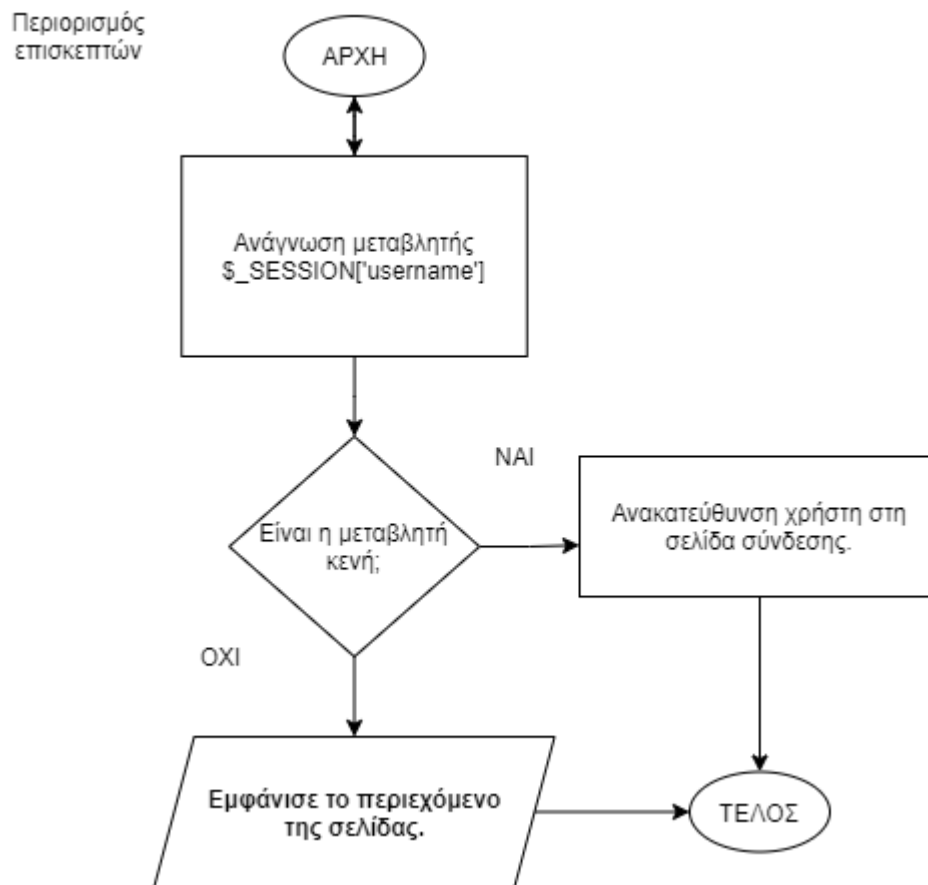 Περιορισμός
επισκεπτών
ΑΡΧΗ
Ανάγνωση μεταβλητής
$_SESSION['username']
Είναι η μεταβλητή
κενή;
ΝΑΙ
Ανακατεύθυνση χρήστη στη
σελίδα σύνδεσης.
ΟΧΙ
Εμφάνισε το περιεχόμενο
της σελίδας.
ΤΕΛΟΣ